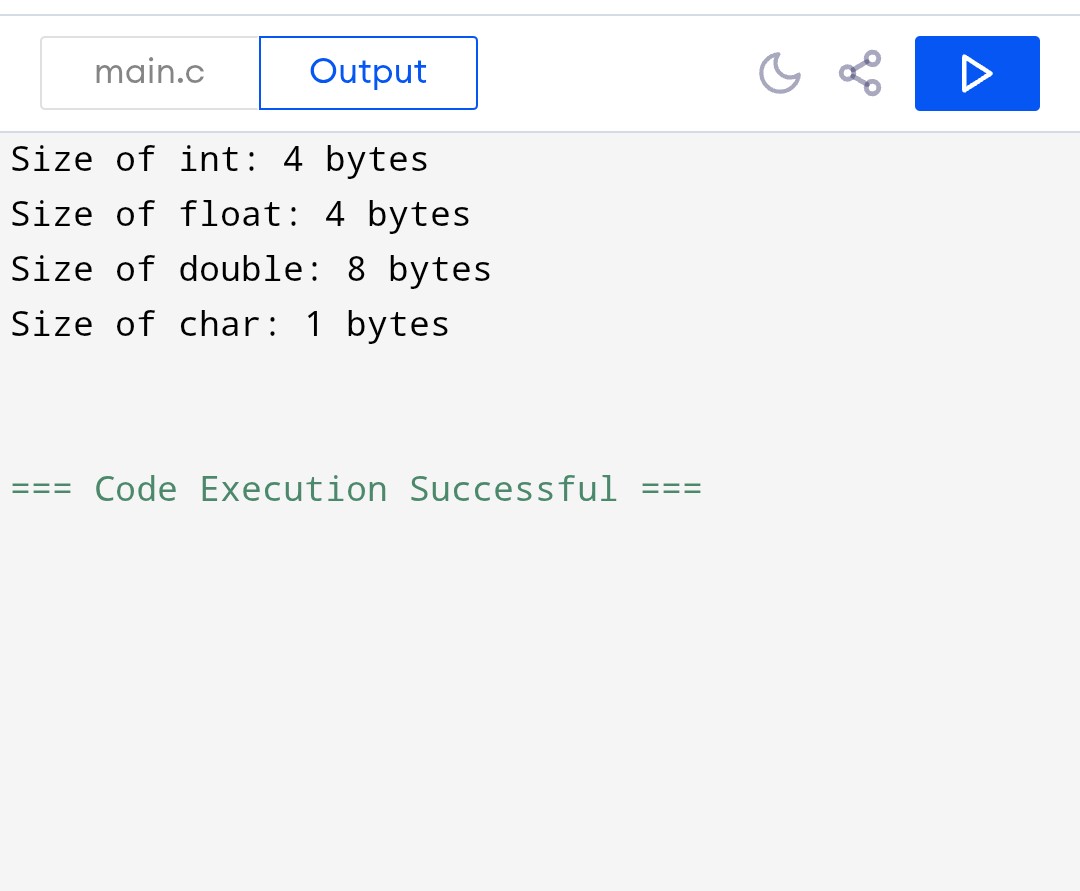 main.c
Output
Size of int: 4 bytes
Size of float: 4 bytes
Size of double: 8 bytes
Size of char: 1 bytes
=== Code Execution Successful ===